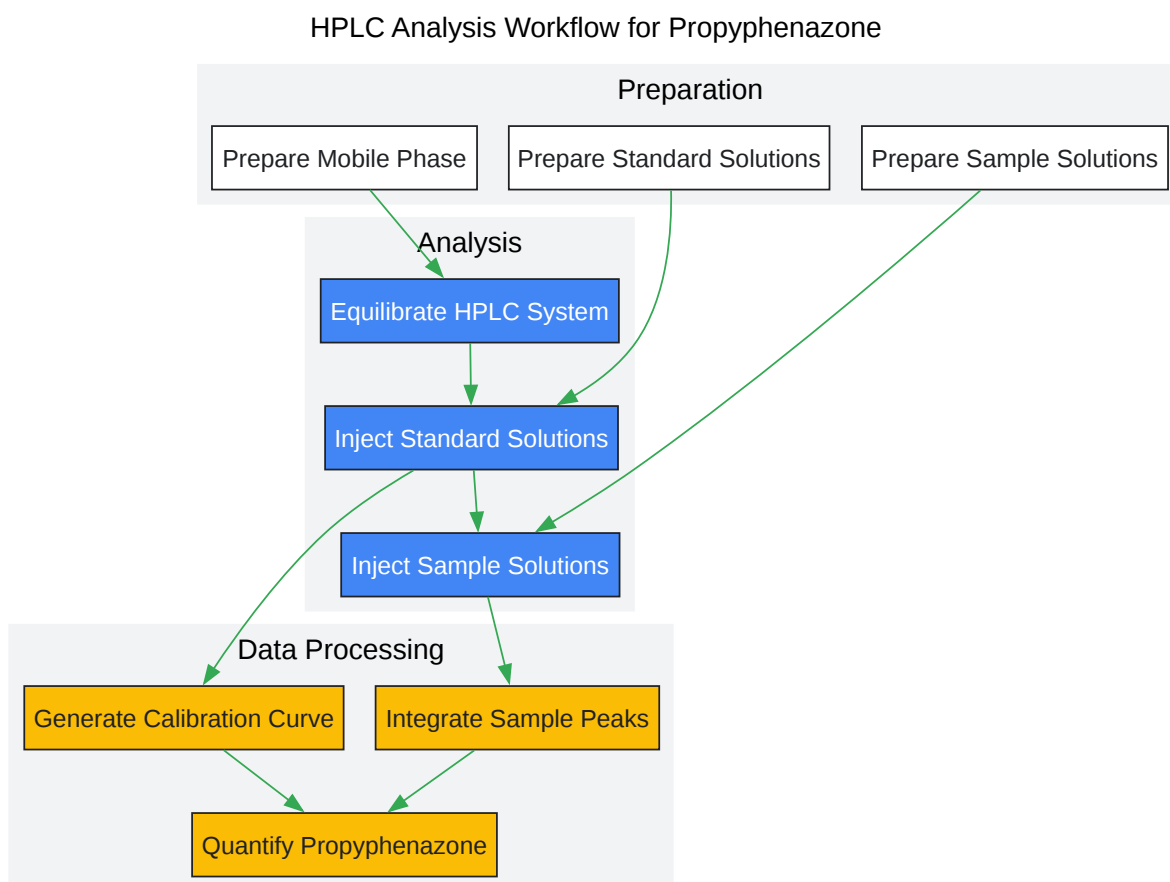 HPLC Analysis Workflow for Propyphenazone
Preparation
Prepare Mobile Phase
Prepare Standard Solutions
Prepare Sample Solutions
Analysis
Equilibrate HPLC System
Inject Standard Solutions
Inject Sample Solutions
Data Processing
Generate Calibration Curve
Integrate Sample Peaks
Quantify Propyphenazone